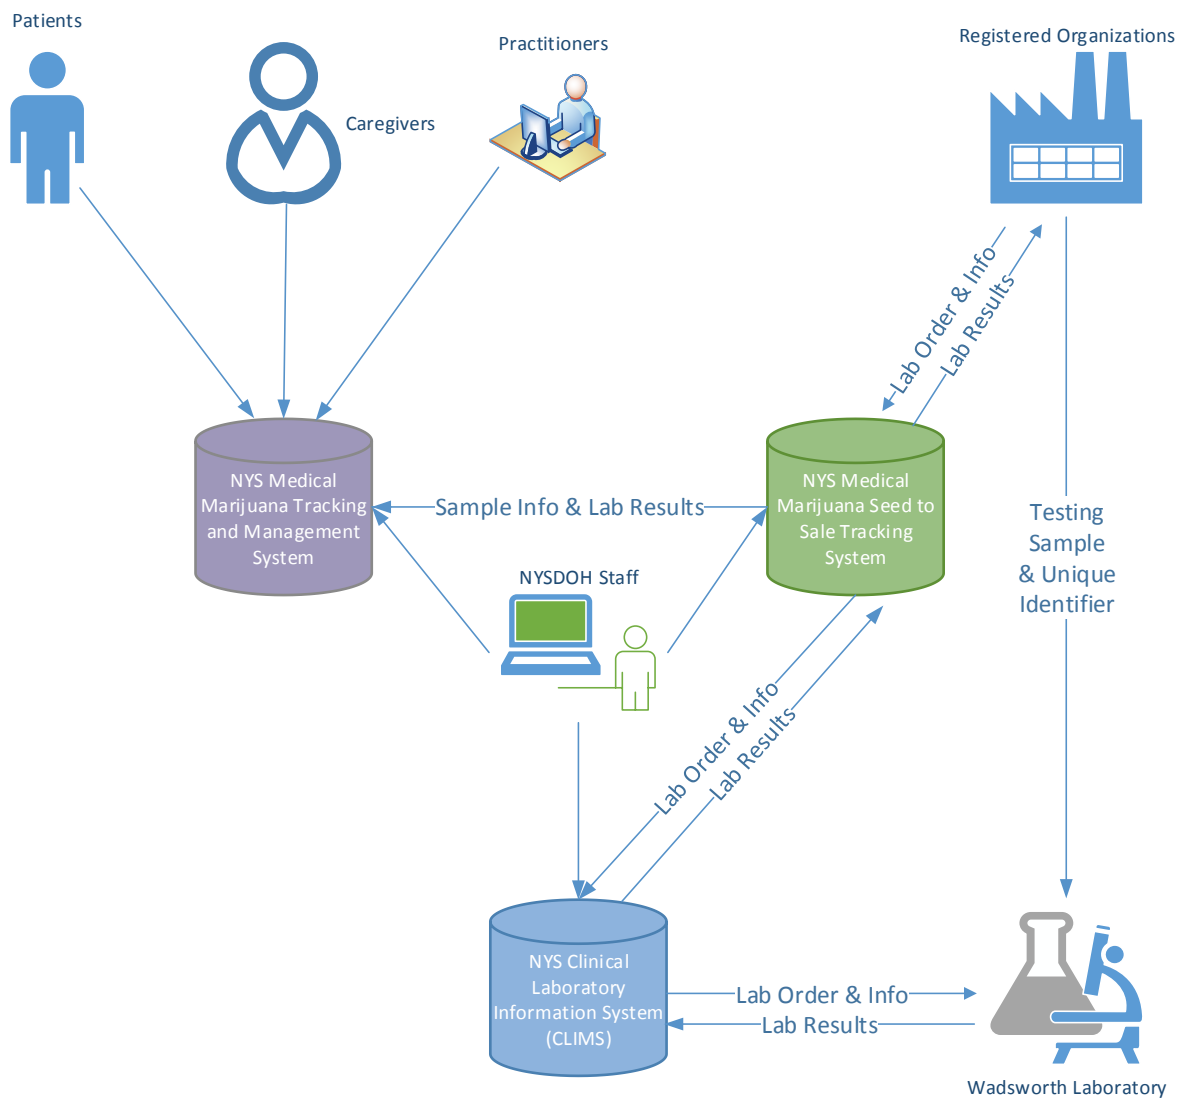 Patients
Caregivers
Practitioners
Registered Organizations
Lab Order & Info
Lab Results
NYS Medical
Marijuana Tracking
and Management
System
Sample Info & Lab Results
NYS Medical
Marijuana Seed to
Sale Tracking
System
Testing
Sample
& Unique
Identifier
NYSDOH Staff
Lab Order & Info
Lab Results
NYS Clinical
Laboratory
Information System
(CLIMS)
Lab Order & Info
Lab Results
Wadsworth Laboratory